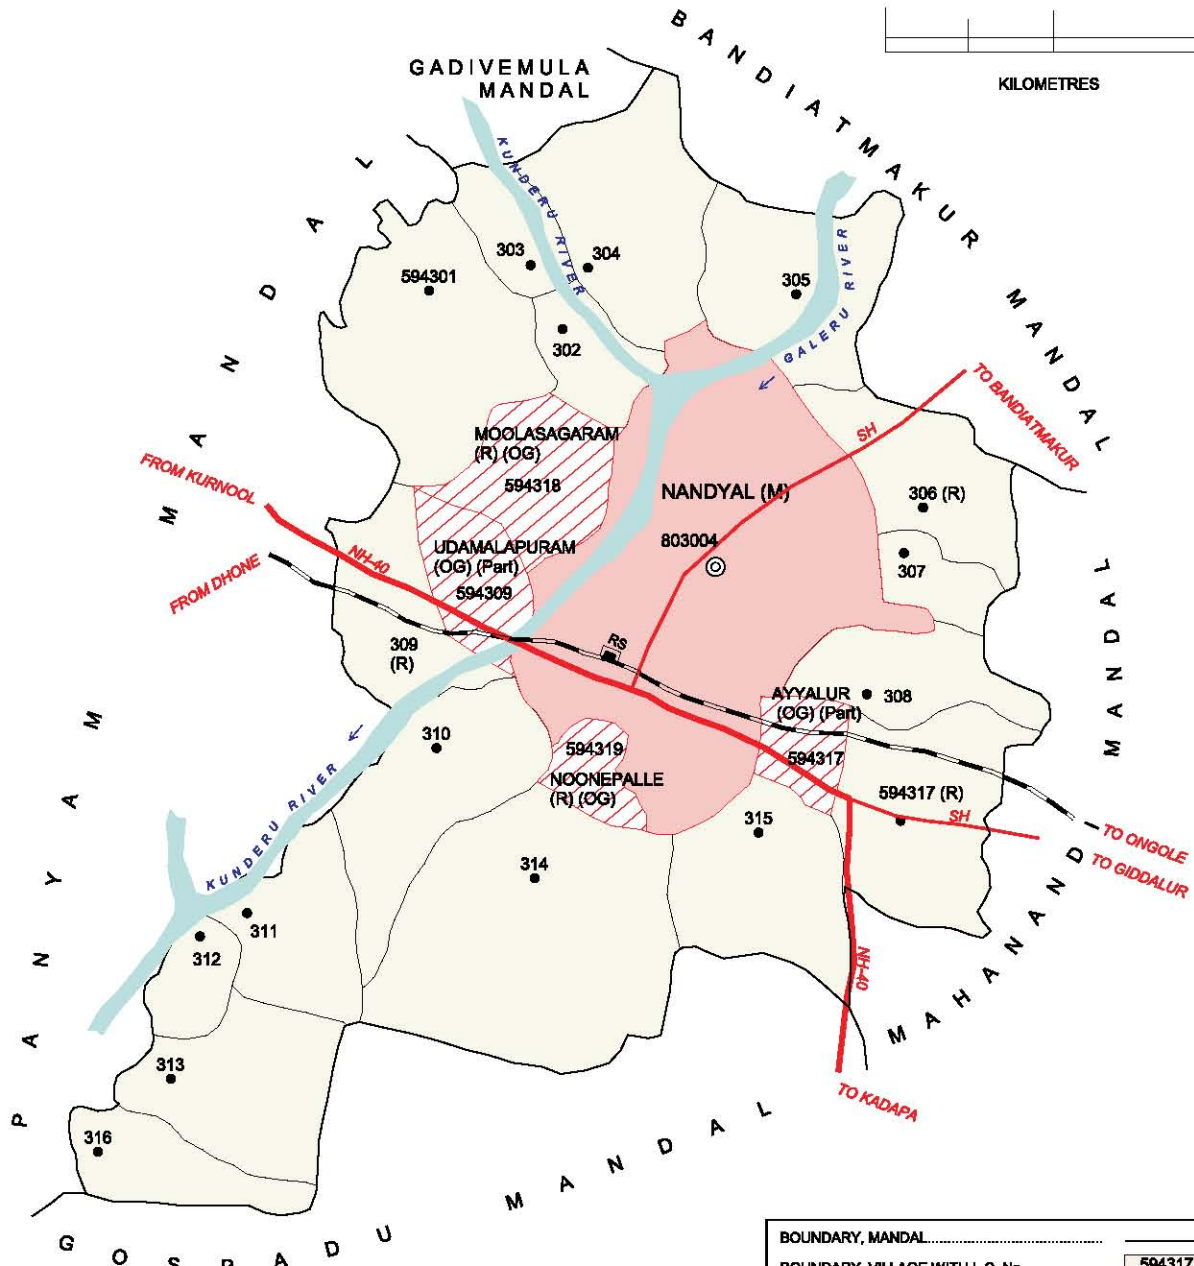 KILOMETRES
BANDIATMAKUR MANDAL
GADIVEMULA
MANDAL
PANYAM MANDAL
KUNDERU RIVER
GALERU RIVER
303
304
305
594301
302
TO BANDIATMAKUR
SH
MOOLASAGARAM
(R) (OG)
594318
FROM KURNOOL
NH-40
NANDYAL (M)
803004
306 (R)
307
UDAMALAPURAM
(OG) (Part)
594309
FROM DHONE
309
(R)
RS
AYYALUR
(OG) (Part)
594317
308
310
594319
NOONEPALLE
(R) (OG)
594317 (R)
SH
TO ONGOLE
TO GIDDALUR
315
314
KUNDERU RIVER
311
312
NH-40
MAHANANDI MANDAL
313
TO KADAPA
316
GOSPADU MANDAL
BOUNDARY, MANDAL
594317